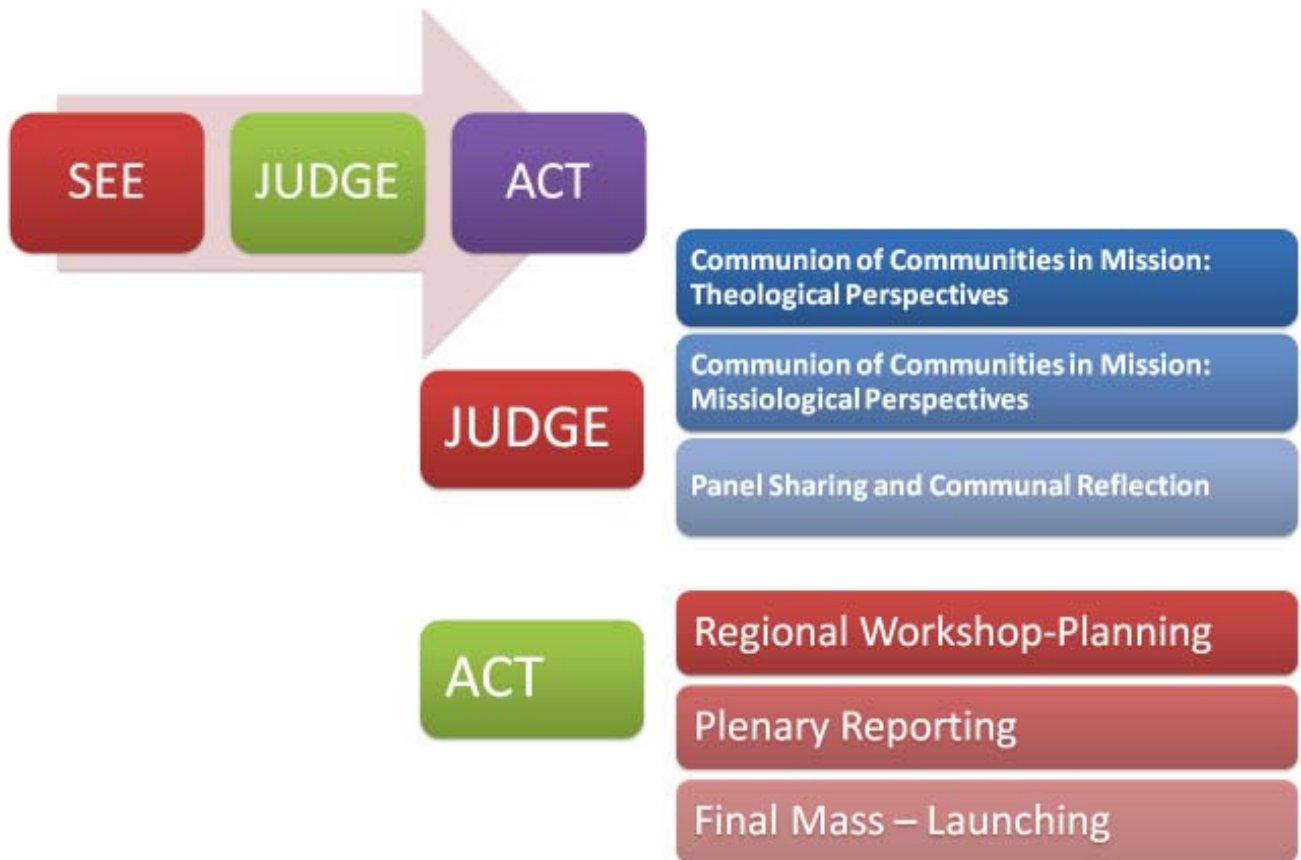 SEE
JUDGE
ACT
JUDGE
Communion of Communities in Mission:
Theological Perspectives
Communion of Communities in Mission:
Missiological Perspectives
Panel Sharing and Communal Reflection
ACT
Regional Workshop-Planning
Plenary Reporting
Final Mass – Launching